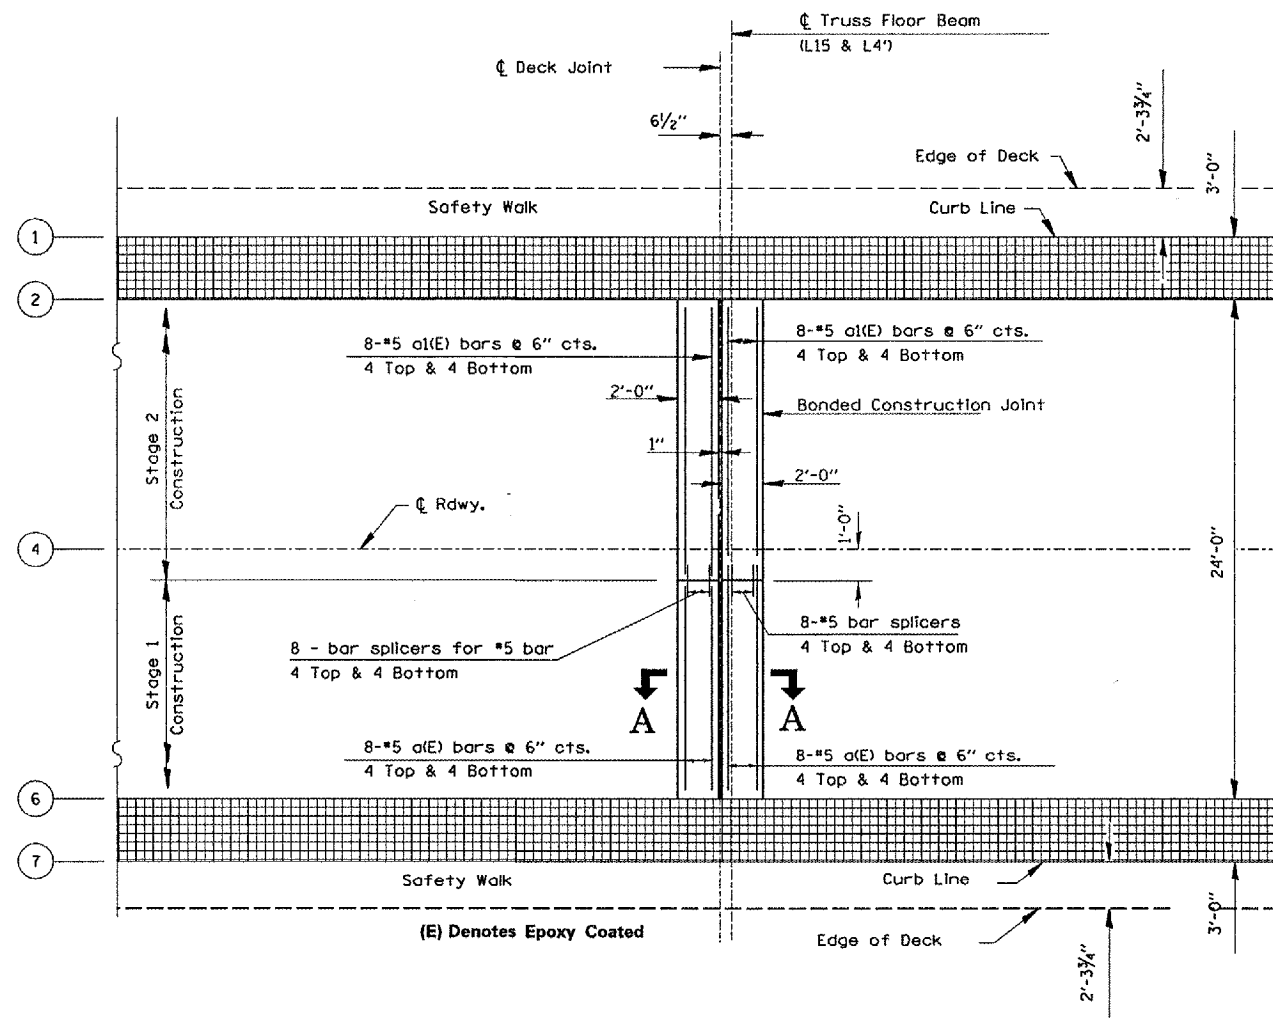 ℄ Truss Floor Beam
(L15 & L4')
℄ Deck Joint
6½"
2'-3¾"
Edge of Deck
3'-0"
Safety Walk
Curb Line
1
2
8-#5 a1(E) bars @ 6" cts.
4 Top & 4 Bottom
8-#5 a1(E) bars @ 6" cts.
4 Top & 4 Bottom
2'-0"
Bonded Construction Joint
Stage 2
Construction
1"
2'-0"
℄ Rdwy.
1'-0"
4
24'-0"
8 - bar splicers for #5 bar
4 Top & 4 Bottom
8-#5 bar splicers
4 Top & 4 Bottom
Stage 1
Construction
A
A
8-#5 a(E) bars @ 6" cts.
4 Top & 4 Bottom
8-#5 a(E) bars @ 6" cts.
4 Top & 4 Bottom
6
7
Safety Walk
Curb Line
3'-0"
(E) Denotes Epoxy Coated
Edge of Deck
2'-3¾"